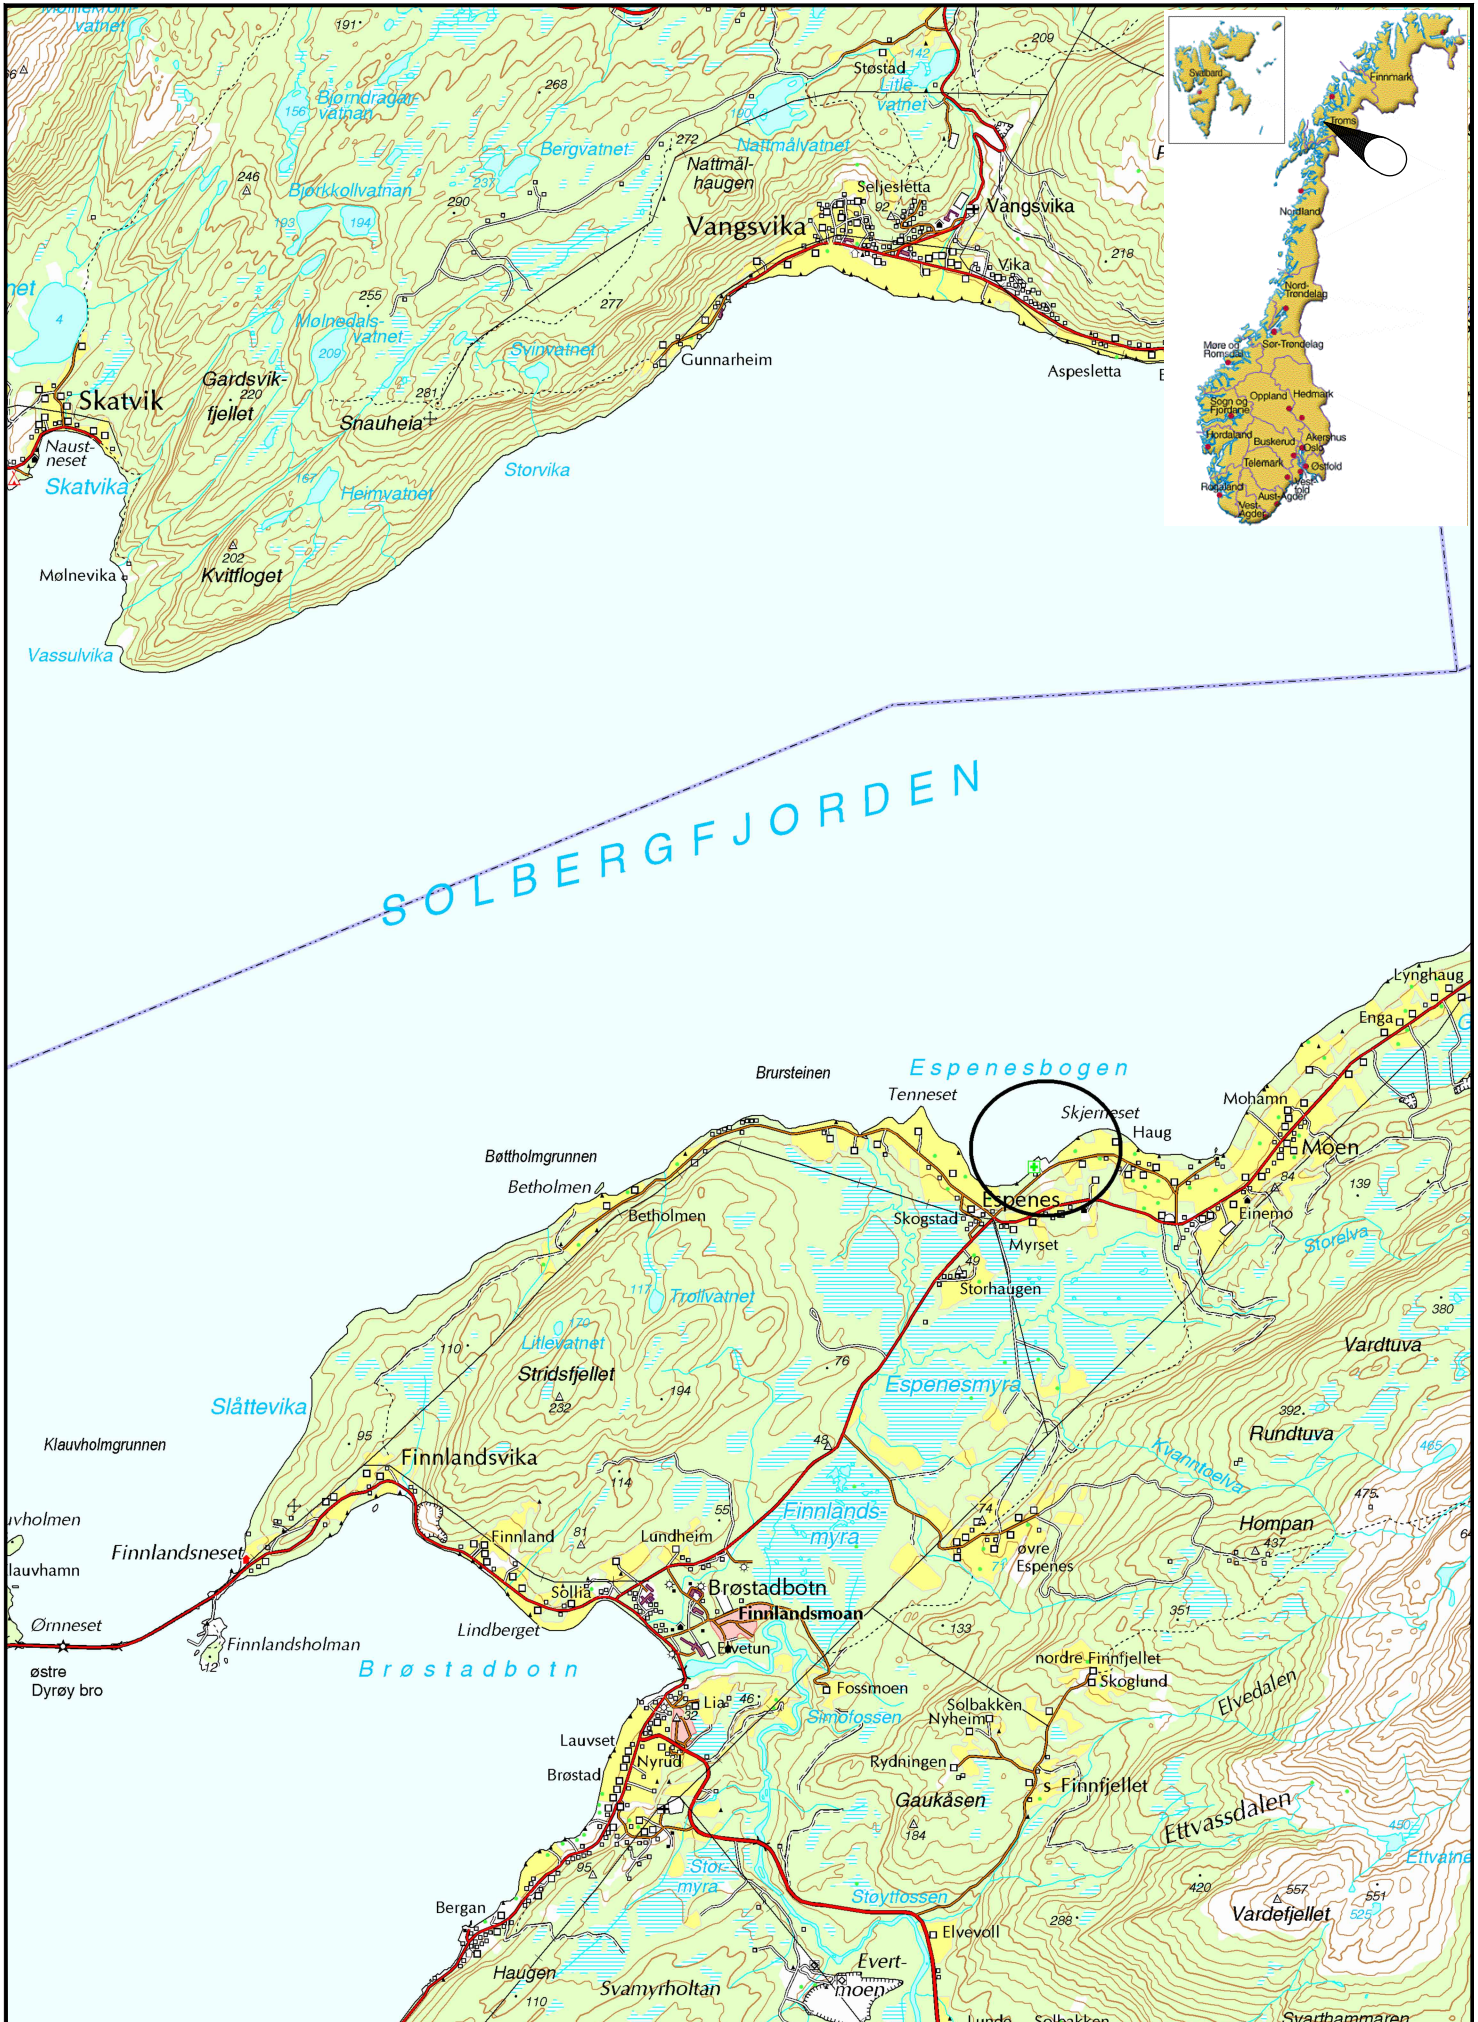 vatnet
191
209
Støstad
142
Litle-
vatnet
268
Bjørndragar-
vatnan
156
190
Nattmålvatnet
272
Bergvatnet
237
Nattmål-
haugen
246
Bjørkkollvatnan
290
193
194
Seljesletta
92
Vangsvika
Vangsvika
218
Vika
255
277
4
Mølnedals-
vatnet
209
Svinvatnet
Gunnarheim
Aspesletta
Gardsvik-
220
fjellet
281
Snauheia
Skatvik
Naust-
neset
Skatvika
167
Heimvatnet
Storvika
202
Kvitfloget
Mølnevika
Vassulvika
Svalbard
Finnmark
Troms
Nordland
Nord-
Trøndelag
Sør-Trøndelag
Møre og
Romsdal
Oppland
Hedmark
Sogn og
Fjordane
Hordaland
Buskerud
Akershus
Oslo
Telemark
Østfold
Rogaland
Vest-
fold
Aust-Agder
Vest-
Agder
SOLBERGFJORDEN
Lynghaug
Enga
Espenesbogen
Brursteinen
Tenneset
Skjerneset
Haug
Mohamn
Moen
Bøttholmgrunnen
Betholmen
Betholmen
Espenes
Skogstad
Myrset
84
139
Einemo
Storelva
49
Storhaugen
117
Trollvatnet
170
Litlevatnet
110
380
Vardtuva
Stridsfjellet
232
194
76
Espenesmyra
Slåttevika
Klauvholmgrunnen
95
Finnlandsvika
48
392
Rundtuva
465
Kvanntoelva
114
55
475
Finnlands-
myra
74
Hompan
437
Finnland
81
Lundheim
øvre
Espenes
71
Finnlandsneset
lauvhamn
Sollia
Brøstadbotn
Finnlandsmoan
351
Ørnneset
Lindberget
Finnlandsholman
12
Elvetun
133
østre
Dyrøy bro
Brøstadbotn
nordre Finnfjellet
Skoglund
Fossmoen
Lia
46
32
Simofossen
Solbakken
Nyheim
Elvedalen
Lauvset
Nyrud
Brøstad
Rydningen
s Finnfjellet
Gaukåsen
184
Ettvassdalen
450
95
Stor-
myra
Støytfossen
420
557
551
Vardefjellet
525
Bergan
288
Elvevoll
Evert-
moen
Haugen
110
Svamyrholtan
Solbakken
Svarthammaren